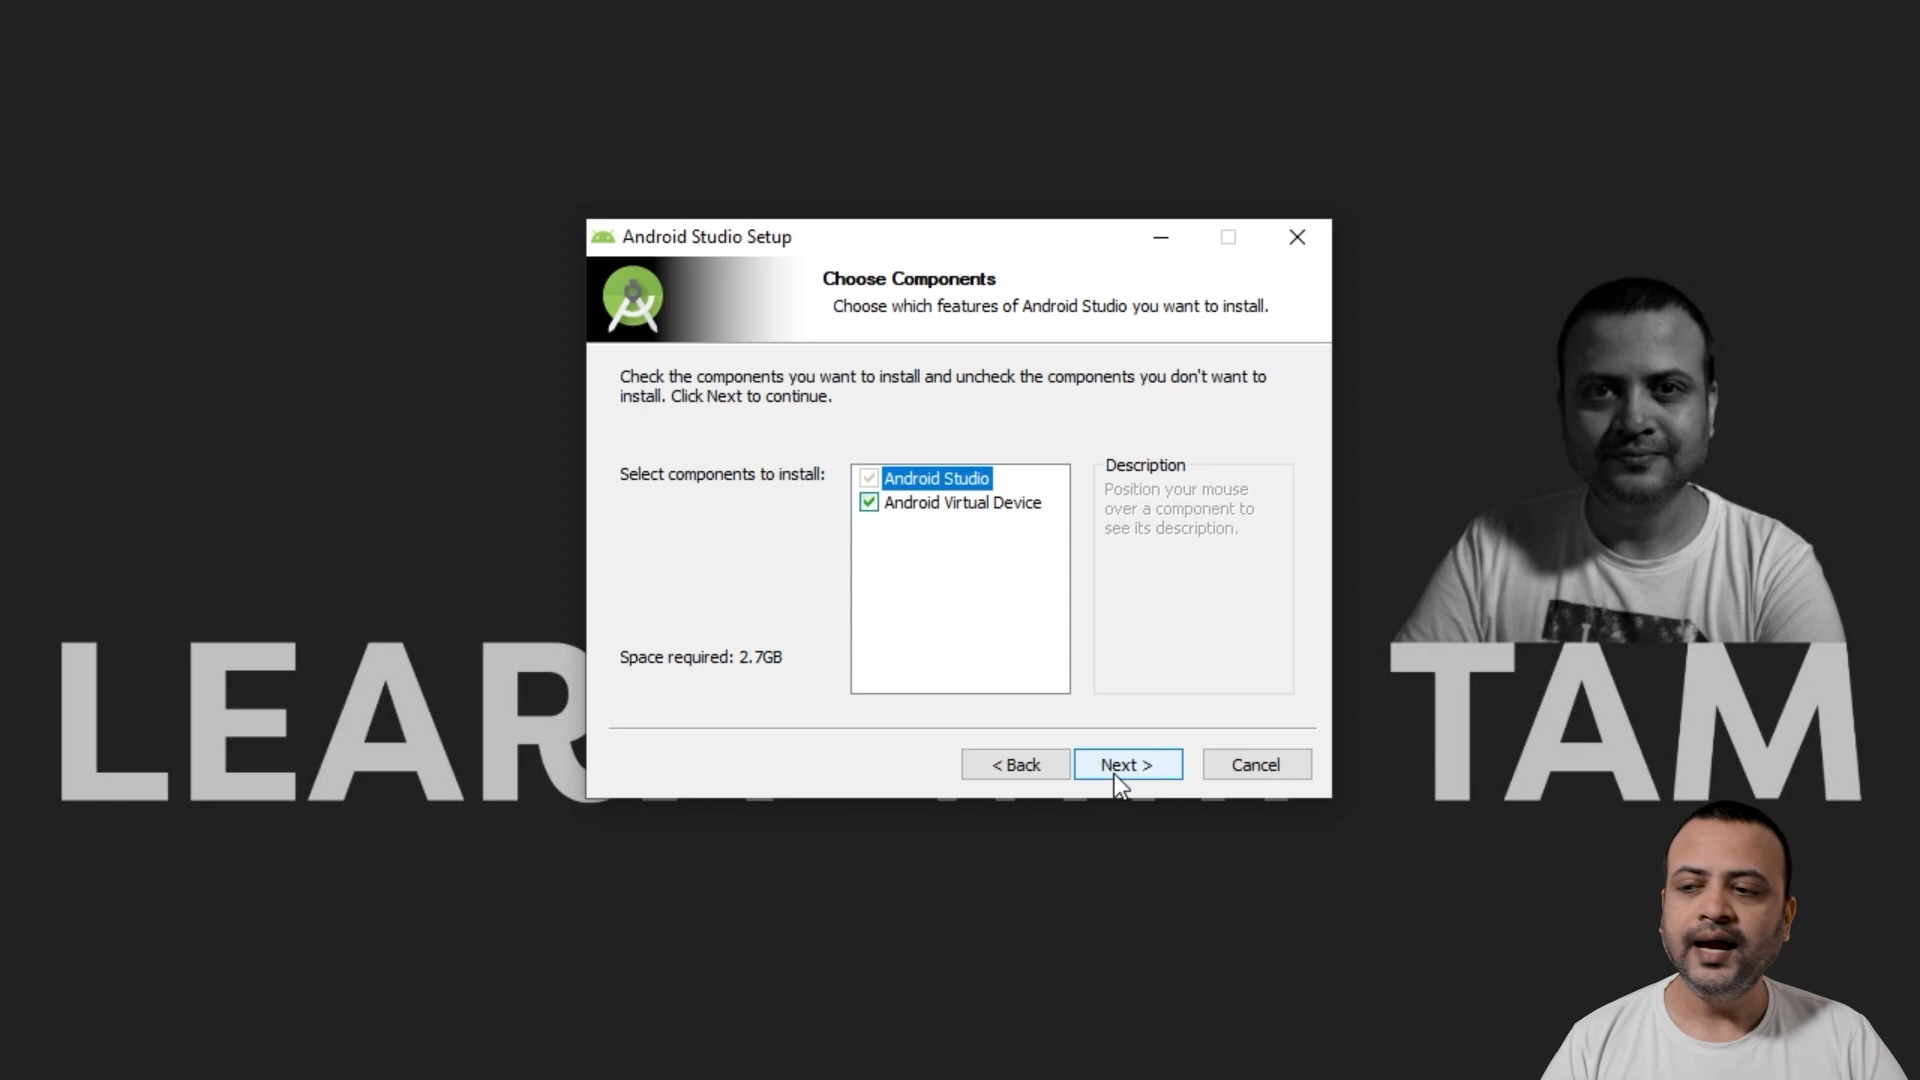 Android Studio Setup
Choose Components
Choose which features of Android Studio you want to install.
Check the components you want to install and uncheck the components you don't want to
install. Click Next to continue.
Select components to install:
Android Studio
Android Virtual Device
Description
Position your mouse
over a component to
see its description.
Space required: 2.7GB
LEAR
TAM
< Back
Next >
Cancel